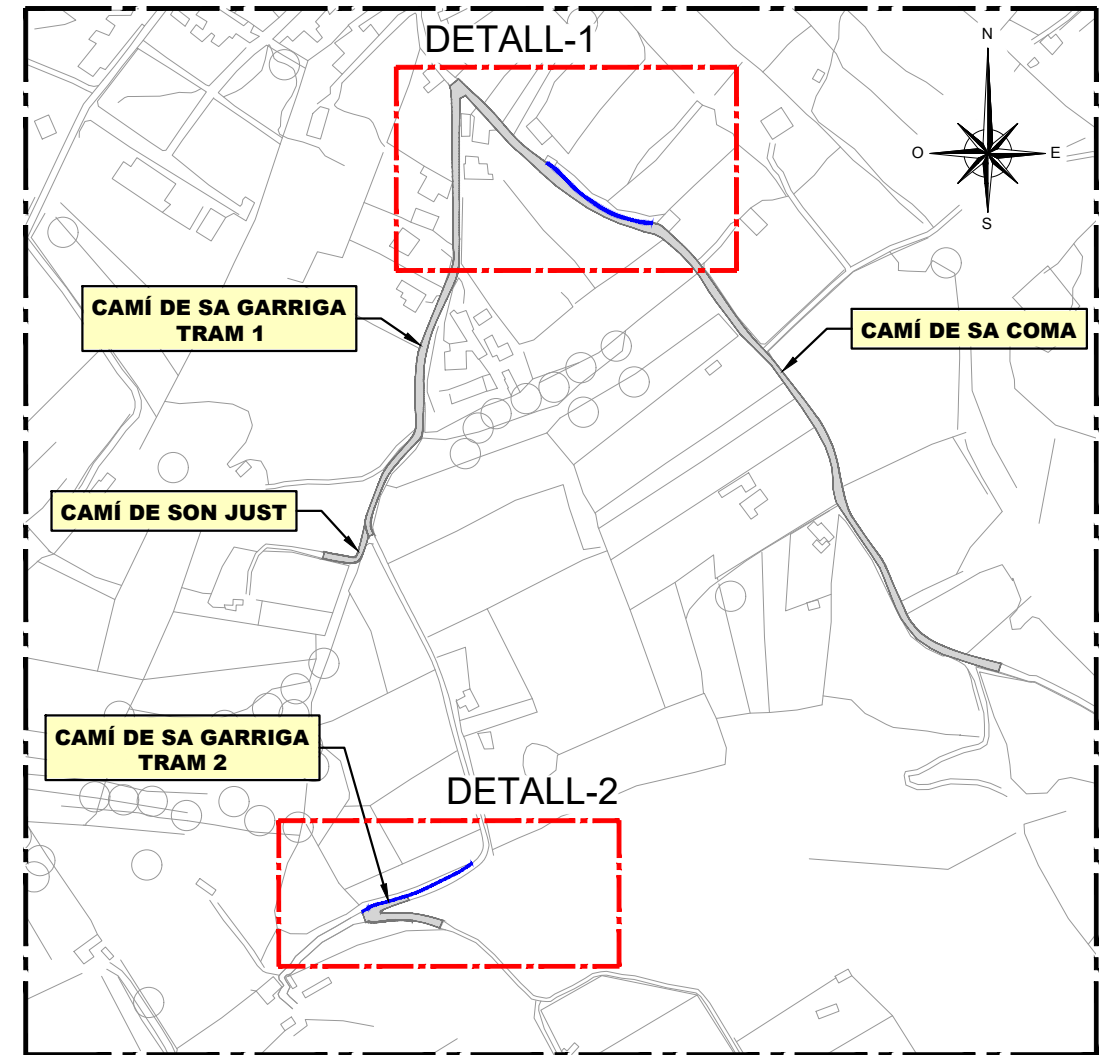 DETALL-1
N
O
E
S
CAMÍ DE SA GARRIGA
TRAM 1
CAMÍ DE SA COMA
CAMÍ DE SON JUST
CAMÍ DE SA GARRIGA
TRAM 2
DETALL-2